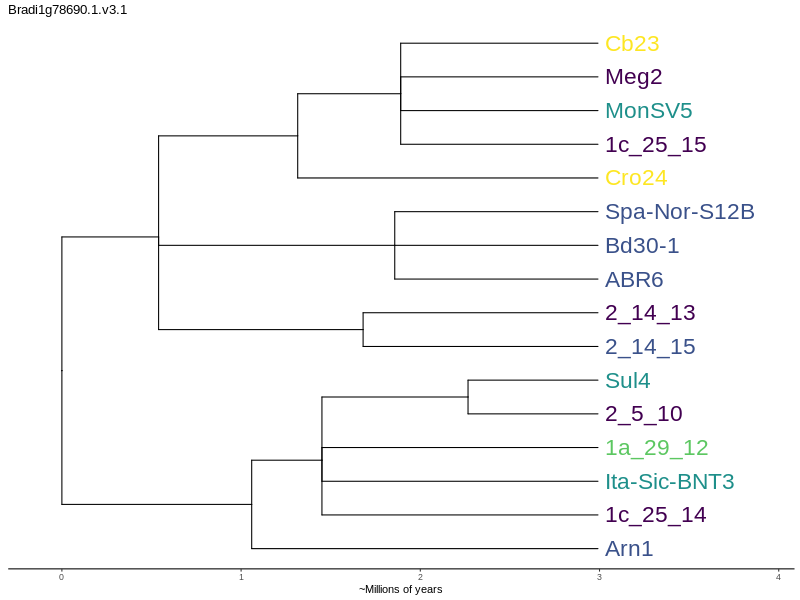 Bradi1g78690.1.v3.1
Cb23
Meg2
MonSV5
1c_25_15
Cro24
Spa-Nor-S12B
Bd30-1
ABR6
2_14_13
2_14_15
Sul4
2_5_10
1a_29_12
Ita-Sic-BNT3
1c_25_14
Arn1
0 1 2 3 4
~Millions of years